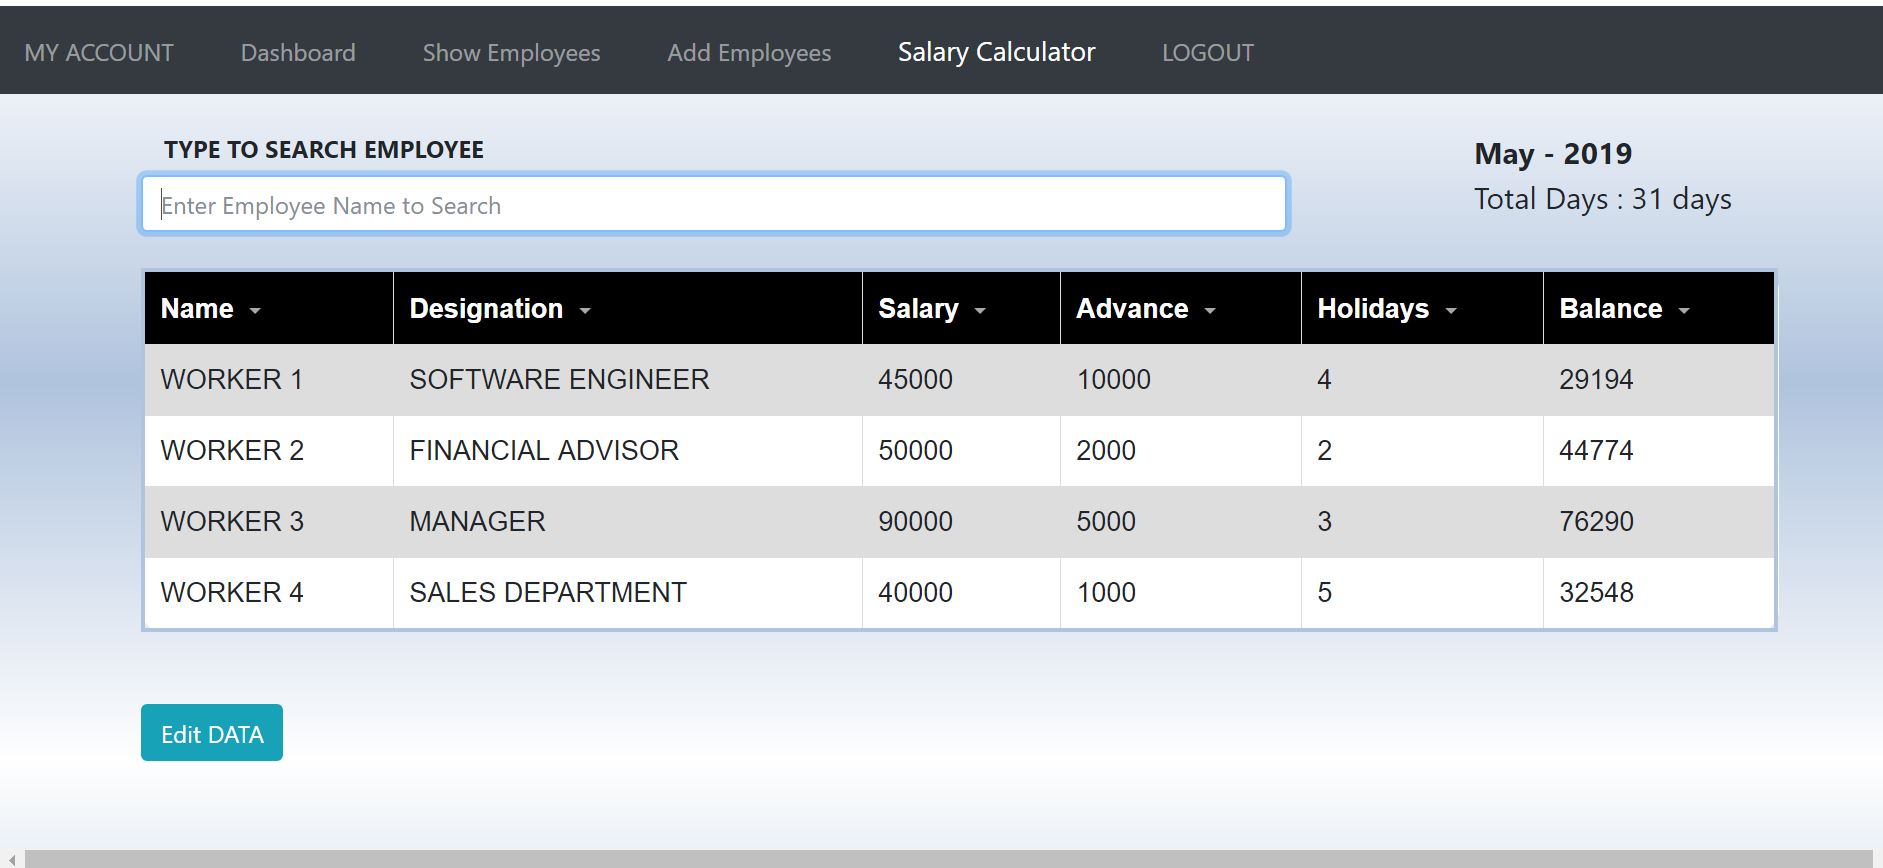 MY ACCOUNT Dashboard Show Employees Add Employees Salary Calculator LOGOUT
TYPE TO SEARCH EMPLOYEE
Enter Employee Name to Search
May - 2019
Total Days : 31 days
Name Designation Salary Advance Holidays Balance
WORKER 1 SOFTWARE ENGINEER 45000 10000 4 29194
WORKER 2 FINANCIAL ADVISOR 50000 2000 2 44774
WORKER 3 MANAGER 90000 5000 3 76290
WORKER 4 SALES DEPARTMENT 40000 1000 5 32548
Edit DATA